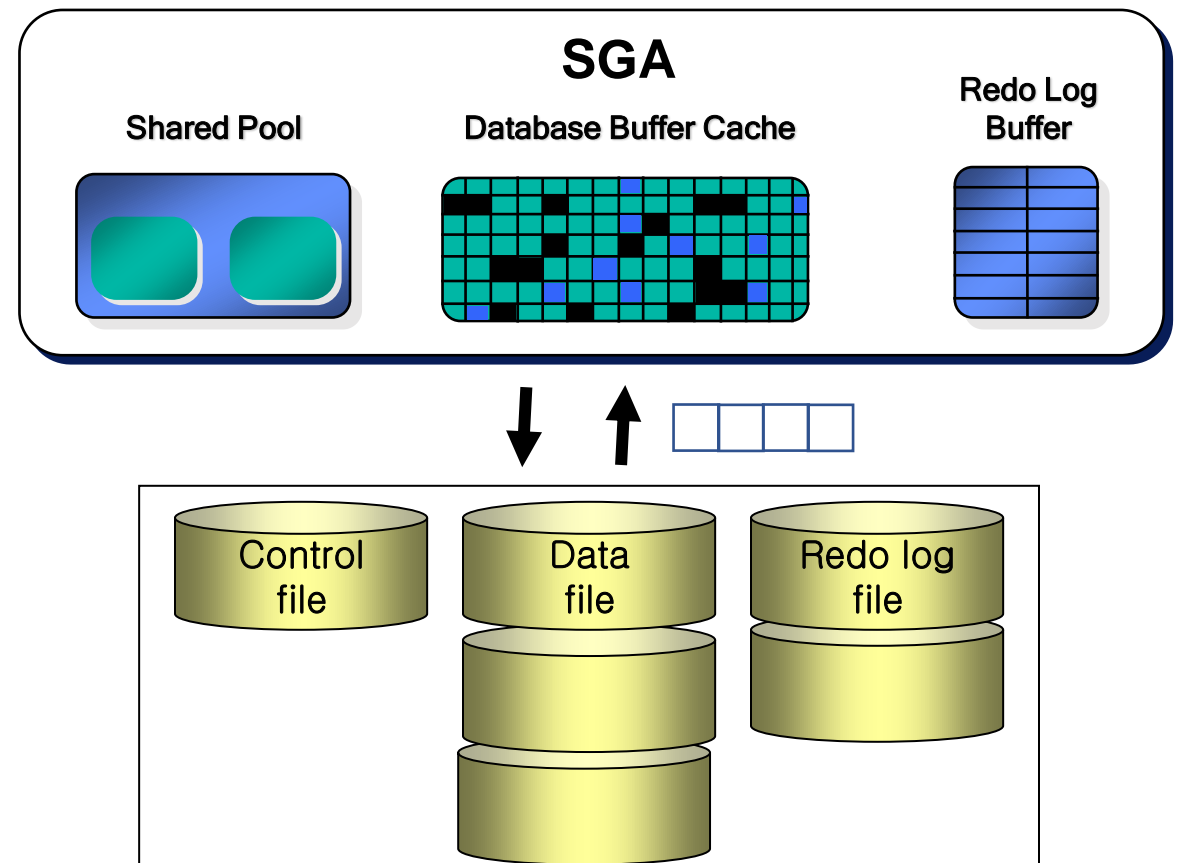 SGA
Shared Pool
Database Buffer Cache
Redo Log
Buffer
Control
file
Data
file
Redo log
file